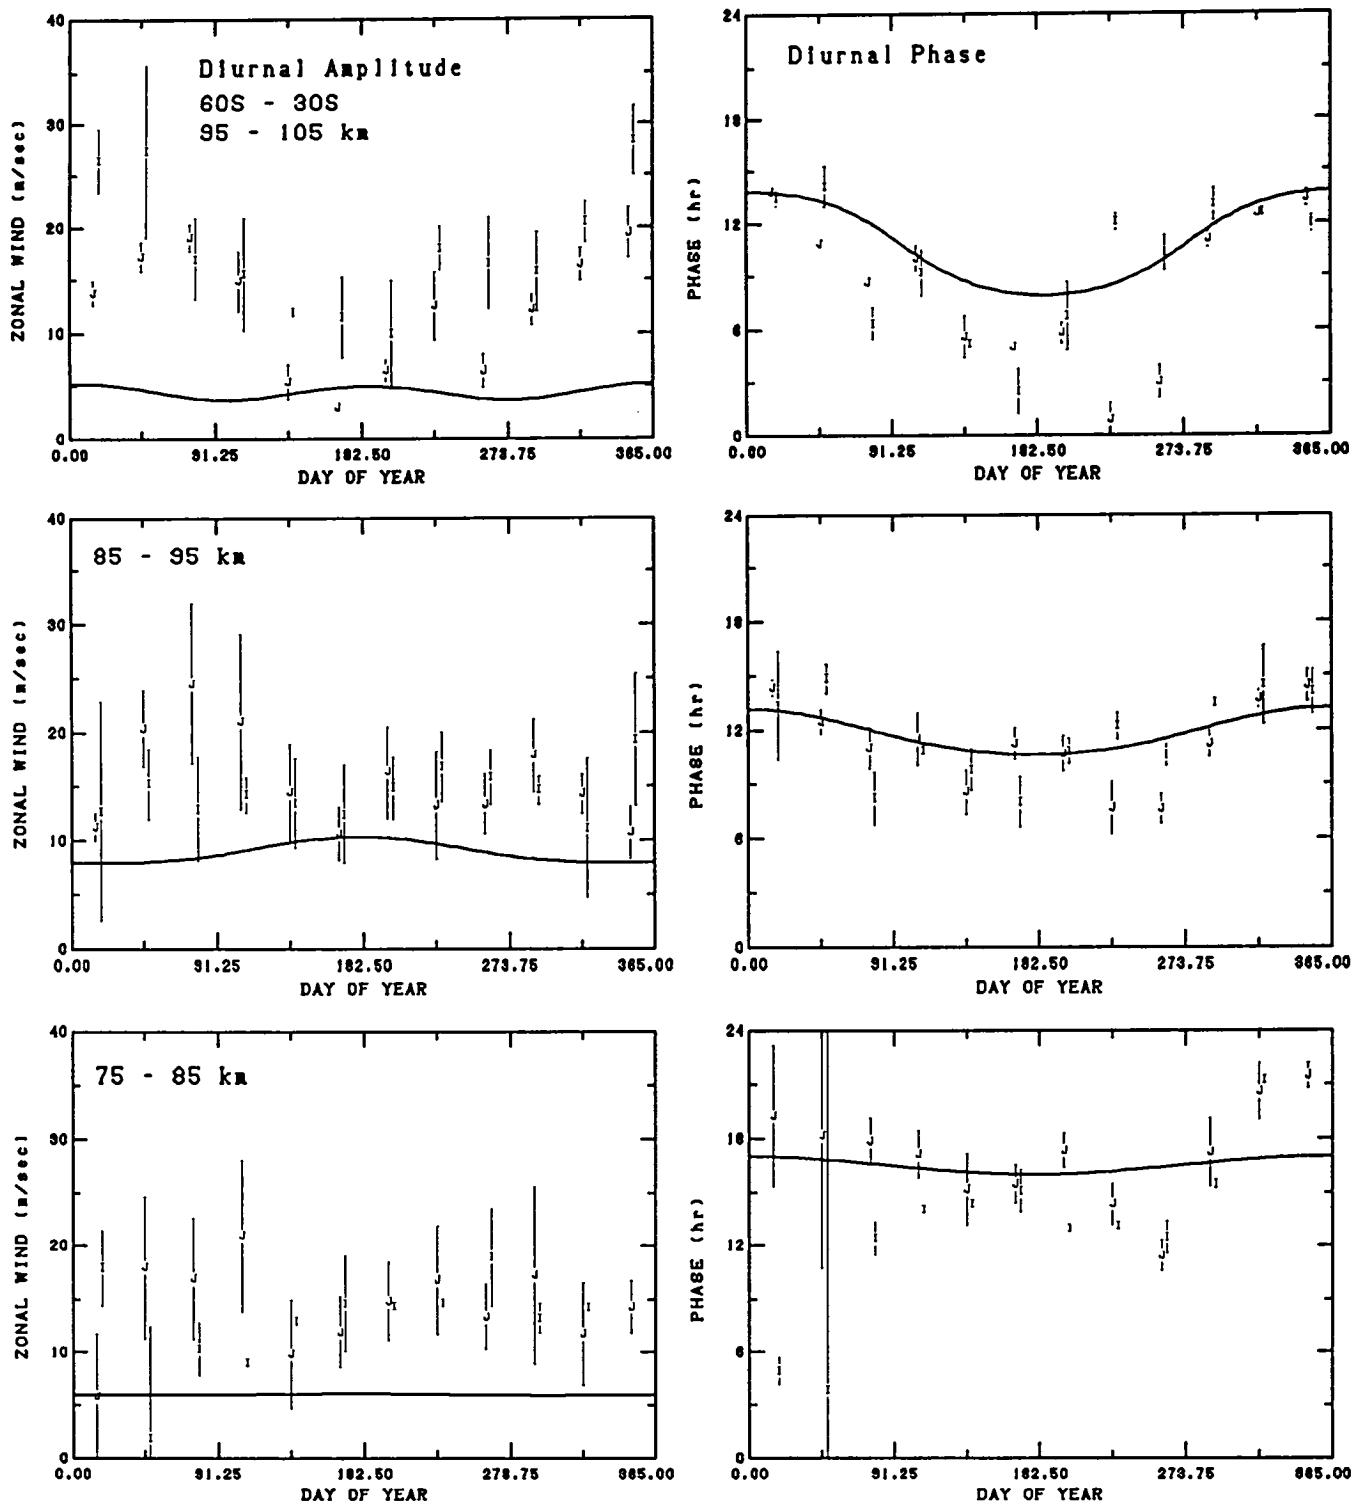 40
30
20
10
0
ZONAL WIND (m/sec)
Diurnal Amplitude
60S - 30S
95 - 105 km
0.00 91.25 182.50 273.75 365.00
DAY OF YEAR
24
18
12
6
0
PHASE (hr)
Diurnal Phase
0.00 91.25 182.50 273.75 365.00
DAY OF YEAR
40
30
20
10
0
ZONAL WIND (m/sec)
85 - 95 km
0.00 91.25 182.50 273.75 365.00
DAY OF YEAR
24
18
12
6
0
PHASE (hr)
0.00 91.25 182.50 273.75 365.00
DAY OF YEAR
40
30
20
10
0
ZONAL WIND (m/sec)
75 - 85 km
0.00 91.25 182.50 273.75 365.00
DAY OF YEAR
24
18
12
6
0
PHASE (hr)
0.00 91.25 182.50 273.75 365.00
DAY OF YEAR